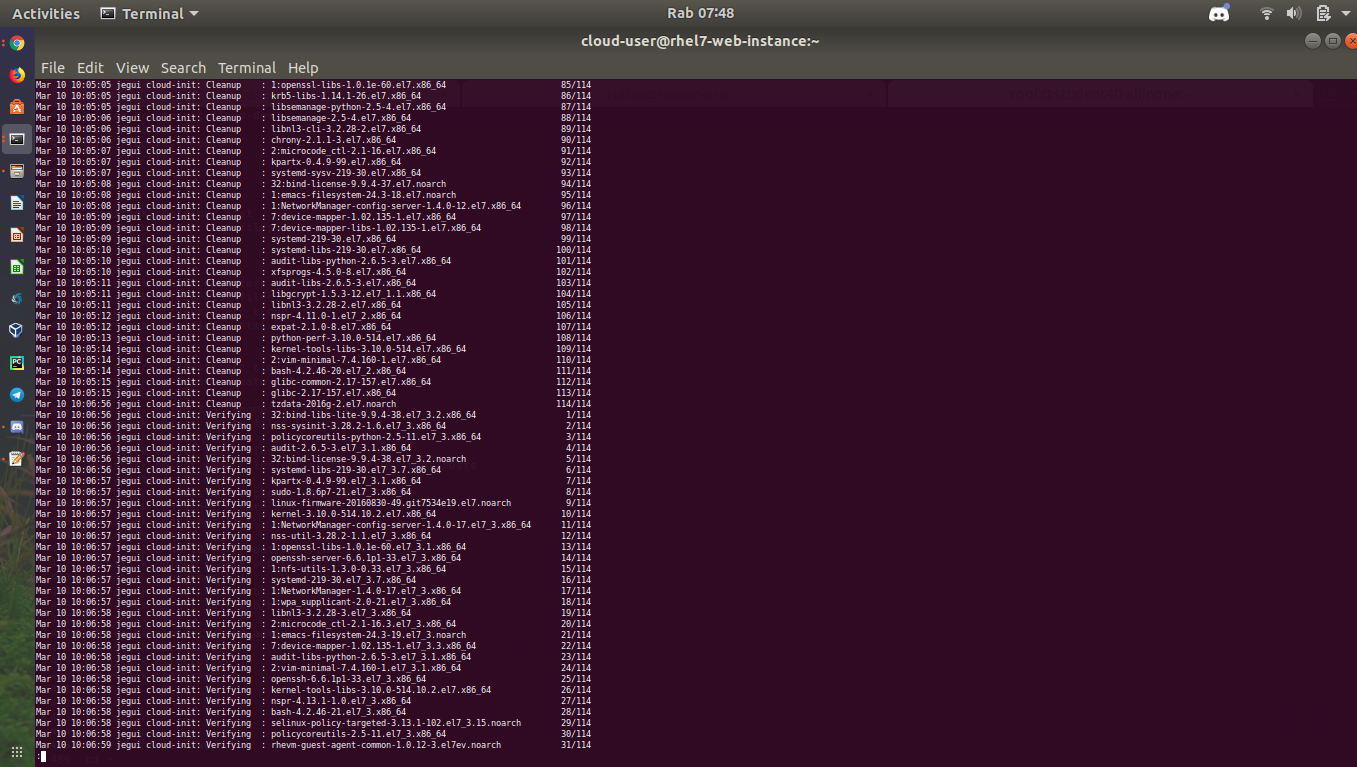 Activities Terminal Rab 07:48
cloud-user@rhel7-web-instance:~
File Edit View Search Terminal Help
Mar 10 10:05:05 jegui cloud-init: Cleanup : 1:openssl-libs-1.0.1e-60.el7.x86_64 85/114
Mar 10 10:05:05 jegui cloud-init: Cleanup : krb5-libs-1.14.1-26.el7.x86_64 86/114
Mar 10 10:05:05 jegui cloud-init: Cleanup : libsemanage-python-2.5-4.el7.x86_64 87/114
Mar 10 10:05:06 jegui cloud-init: Cleanup : libsemanage-2.5-4.el7.x86_64 88/114
Mar 10 10:05:06 jegui cloud-init: Cleanup : libnl3-cli-3.2.28-2.el7.x86_64 89/114
Mar 10 10:05:06 jegui cloud-init: Cleanup : chrony-2.1.1-3.el7.x86_64 90/114
Mar 10 10:05:07 jegui cloud-init: Cleanup : 2:microcode_ctl-2.1-16.el7.x86_64 91/114
Mar 10 10:05:07 jegui cloud-init: Cleanup : kpartx-0.4.9-99.el7.x86_64 92/114
Mar 10 10:05:07 jegui cloud-init: Cleanup : systemd-sysv-219-30.el7.x86_64 93/114
Mar 10 10:05:08 jegui cloud-init: Cleanup : 32:bind-license-9.9.4-37.el7.noarch 94/114
Mar 10 10:05:08 jegui cloud-init: Cleanup : 1:emacs-filesystem-24.3-18.el7.noarch 95/114
Mar 10 10:05:08 jegui cloud-init: Cleanup : 1:NetworkManager-config-server-1.4.0-12.el7.x86_64 96/114
Mar 10 10:05:09 jegui cloud-init: Cleanup : 7:device-mapper-1.02.135-1.el7.x86_64 97/114
Mar 10 10:05:09 jegui cloud-init: Cleanup : 7:device-mapper-libs-1.02.135-1.el7.x86_64 98/114
Mar 10 10:05:09 jegui cloud-init: Cleanup : systemd-219-30.el7.x86_64 99/114
Mar 10 10:05:10 jegui cloud-init: Cleanup : systemd-libs-219-30.el7.x86_64 100/114
Mar 10 10:05:10 jegui cloud-init: Cleanup : audit-libs-python-2.6.5-3.el7.x86_64 101/114
Mar 10 10:05:10 jegui cloud-init: Cleanup : xfsprogs-4.5.0-8.el7.x86_64 102/114
Mar 10 10:05:11 jegui cloud-init: Cleanup : audit-libs-2.6.5-3.el7.x86_64 103/114
Mar 10 10:05:11 jegui cloud-init: Cleanup : libgcrypt-1.5.3-12.el7_1.1.x86_64 104/114
Mar 10 10:05:11 jegui cloud-init: Cleanup : libnl3-3.2.28-2.el7.x86_64 105/114
Mar 10 10:05:12 jegui cloud-init: Cleanup : nspr-4.11.0-1.el7_2.x86_64 106/114
Mar 10 10:05:12 jegui cloud-init: Cleanup : expat-2.1.0-8.el7.x86_64 107/114
Mar 10 10:05:13 jegui cloud-init: Cleanup : python-perf-3.10.0-514.el7.x86_64 108/114
Mar 10 10:05:14 jegui cloud-init: Cleanup : kernel-tools-libs-3.10.0-514.el7.x86_64 109/114
Mar 10 10:05:14 jegui cloud-init: Cleanup : 2:vim-minimal-7.4.160-1.el7.x86_64 110/114
Mar 10 10:05:14 jegui cloud-init: Cleanup : bash-4.2.46-20.el7_2.x86_64 111/114
Mar 10 10:05:15 jegui cloud-init: Cleanup : glibc-common-2.17-157.el7.x86_64 112/114
Mar 10 10:05:15 jegui cloud-init: Cleanup : glibc-2.17-157.el7.x86_64 113/114
Mar 10 10:06:56 jegui cloud-init: Cleanup : tzdata-2016g-2.el7.noarch 114/114
Mar 10 10:06:56 jegui cloud-init: Verifying : 32:bind-libs-lite-9.9.4-38.el7_3.2.x86_64 1/114
Mar 10 10:06:56 jegui cloud-init: Verifying : nss-sysinit-3.28.2-1.6.el7_3.x86_64 2/114
Mar 10 10:06:56 jegui cloud-init: Verifying : policycoreutils-python-2.5-11.el7_3.x86_64 3/114
Mar 10 10:06:56 jegui cloud-init: Verifying : audit-2.6.5-3.el7_3.1.x86_64 4/114
Mar 10 10:06:56 jegui cloud-init: Verifying : 32:bind-license-9.9.4-38.el7_3.2.noarch 5/114
Mar 10 10:06:56 jegui cloud-init: Verifying : systemd-libs-219-30.el7_3.7.x86_64 6/114
Mar 10 10:06:57 jegui cloud-init: Verifying : kpartx-0.4.9-99.el7_3.1.x86_64 7/114
Mar 10 10:06:57 jegui cloud-init: Verifying : sudo-1.8.6p7-21.el7_3.x86_64 8/114
Mar 10 10:06:57 jegui cloud-init: Verifying : linux-firmware-20160830-49.git7534e19.el7.noarch 9/114
Mar 10 10:06:57 jegui cloud-init: Verifying : kernel-3.10.0-514.10.2.el7.x86_64 10/114
Mar 10 10:06:57 jegui cloud-init: Verifying : 1:NetworkManager-config-server-1.4.0-17.el7_3.x86_64 11/114
Mar 10 10:06:57 jegui cloud-init: Verifying : nss-util-3.28.2-1.1.el7_3.x86_64 12/114
Mar 10 10:06:57 jegui cloud-init: Verifying : 1:openssl-libs-1.0.1e-60.el7_3.1.x86_64 13/114
Mar 10 10:06:57 jegui cloud-init: Verifying : openssh-server-6.6.1p1-33.el7_3.x86_64 14/114
Mar 10 10:06:57 jegui cloud-init: Verifying : 1:nfs-utils-1.3.0-0.33.el7_3.x86_64 15/114
Mar 10 10:06:57 jegui cloud-init: Verifying : systemd-219-30.el7_3.7.x86_64 16/114
Mar 10 10:06:57 jegui cloud-init: Verifying : 1:NetworkManager-1.4.0-17.el7_3.x86_64 17/114
Mar 10 10:06:57 jegui cloud-init: Verifying : 1:wpa_supplicant-2.0-21.el7_3.x86_64 18/114
Mar 10 10:06:58 jegui cloud-init: Verifying : libnl3-3.2.28-3.el7_3.x86_64 19/114
Mar 10 10:06:58 jegui cloud-init: Verifying : 2:microcode_ctl-2.1-16.3.el7_3.x86_64 20/114
Mar 10 10:06:58 jegui cloud-init: Verifying : 1:emacs-filesystem-24.3-19.el7_3.noarch 21/114
Mar 10 10:06:58 jegui cloud-init: Verifying : 7:device-mapper-1.02.135-1.el7_3.3.x86_64 22/114
Mar 10 10:06:58 jegui cloud-init: Verifying : audit-libs-python-2.6.5-3.el7_3.1.x86_64 23/114
Mar 10 10:06:58 jegui cloud-init: Verifying : 2:vim-minimal-7.4.160-1.el7_3.1.x86_64 24/114
Mar 10 10:06:58 jegui cloud-init: Verifying : openssh-6.6.1p1-33.el7_3.x86_64 25/114
Mar 10 10:06:58 jegui cloud-init: Verifying : kernel-tools-libs-3.10.0-514.10.2.el7.x86_64 26/114
Mar 10 10:06:58 jegui cloud-init: Verifying : nspr-4.13.1-1.0.el7_3.x86_64 27/114
Mar 10 10:06:58 jegui cloud-init: Verifying : bash-4.2.46-21.el7_3.x86_64 28/114
Mar 10 10:06:58 jegui cloud-init: Verifying : selinux-policy-targeted-3.13.1-102.el7_3.15.noarch 29/114
Mar 10 10:06:58 jegui cloud-init: Verifying : policycoreutils-2.5-11.el7_3.x86_64 30/114
Mar 10 10:06:59 jegui cloud-init: Verifying : rhevm-guest-agent-common-1.0.12-3.el7ev.noarch 31/114
: